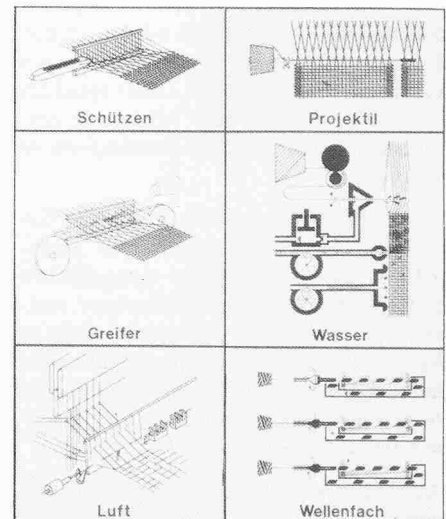 Schützen
Projektil
Greifer
Wasser
Luft
Wellenfach